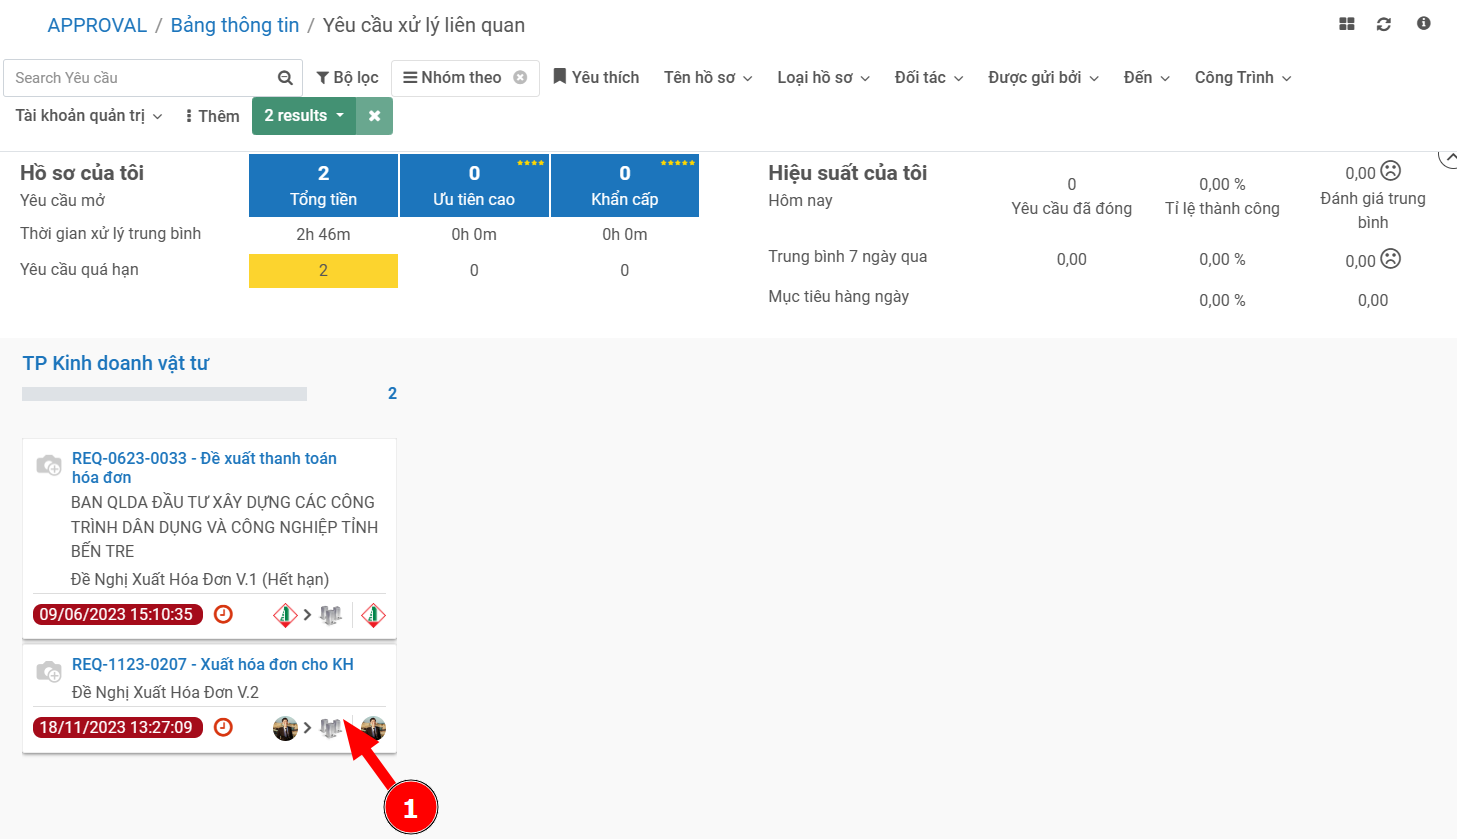 APPROVAL / Bảng thông tin / Yêu cầu xử lý liên quan
Search Yêu cầu
Bộ lọc
Nhóm theo
Yêu thích
Tên hồ sơ
Loại hồ sơ
Đối tác
Được gửi bởi
Đến
Công Trình
Tài khoản quản trị
Thêm
2 results
Hồ sơ của tôi
Yêu cầu mở
2
Tổng tiền
0
Ưu tiên cao
0
Khẩn cấp
Thời gian xử lý trung bình
2h 46m
0h 0m
0h 0m
Yêu cầu quá hạn
2
0
0
Hiệu suất của tôi
Hôm nay
0
Yêu cầu đã đóng
0,00 %
Tỉ lệ thành công
0,00
Đánh giá trung
bình
Trung bình 7 ngày qua
0,00
0,00 %
0,00
Mục tiêu hàng ngày
0,00 %
0,00
TP Kinh doanh vật tư
2
REQ-0623-0033 - Đề xuất thanh toán
hóa đơn
BAN QLDA ĐẦU TƯ XÂY DỰNG CÁC CÔNG
TRÌNH DÂN DỤNG VÀ CÔNG NGHIỆP TỈNH
BẾN TRE
Đề Nghị Xuất Hóa Đơn V.1 (Hết hạn)
09/06/2023 15:10:35
REQ-1123-0207 - Xuất hóa đơn cho KH
Đề Nghị Xuất Hóa Đơn V.2
18/11/2023 13:27:09
1